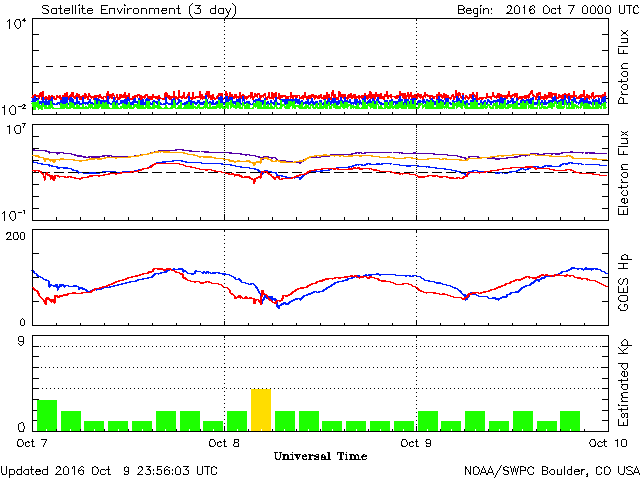 Satellite Environment (3 day)
Begin: 2016 Oct 7 0000 UTC
10^4
10^-2
Proton Flux
10^7
10^-1
Electron Flux
200
0
GOES Hp
9
0
Estimated Kp
Oct 7
Oct 8
Oct 9
Oct 10
Universal Time
Updated 2016 Oct 9 23:56:03 UTC
NOAA/SWPC Boulder, CO USA